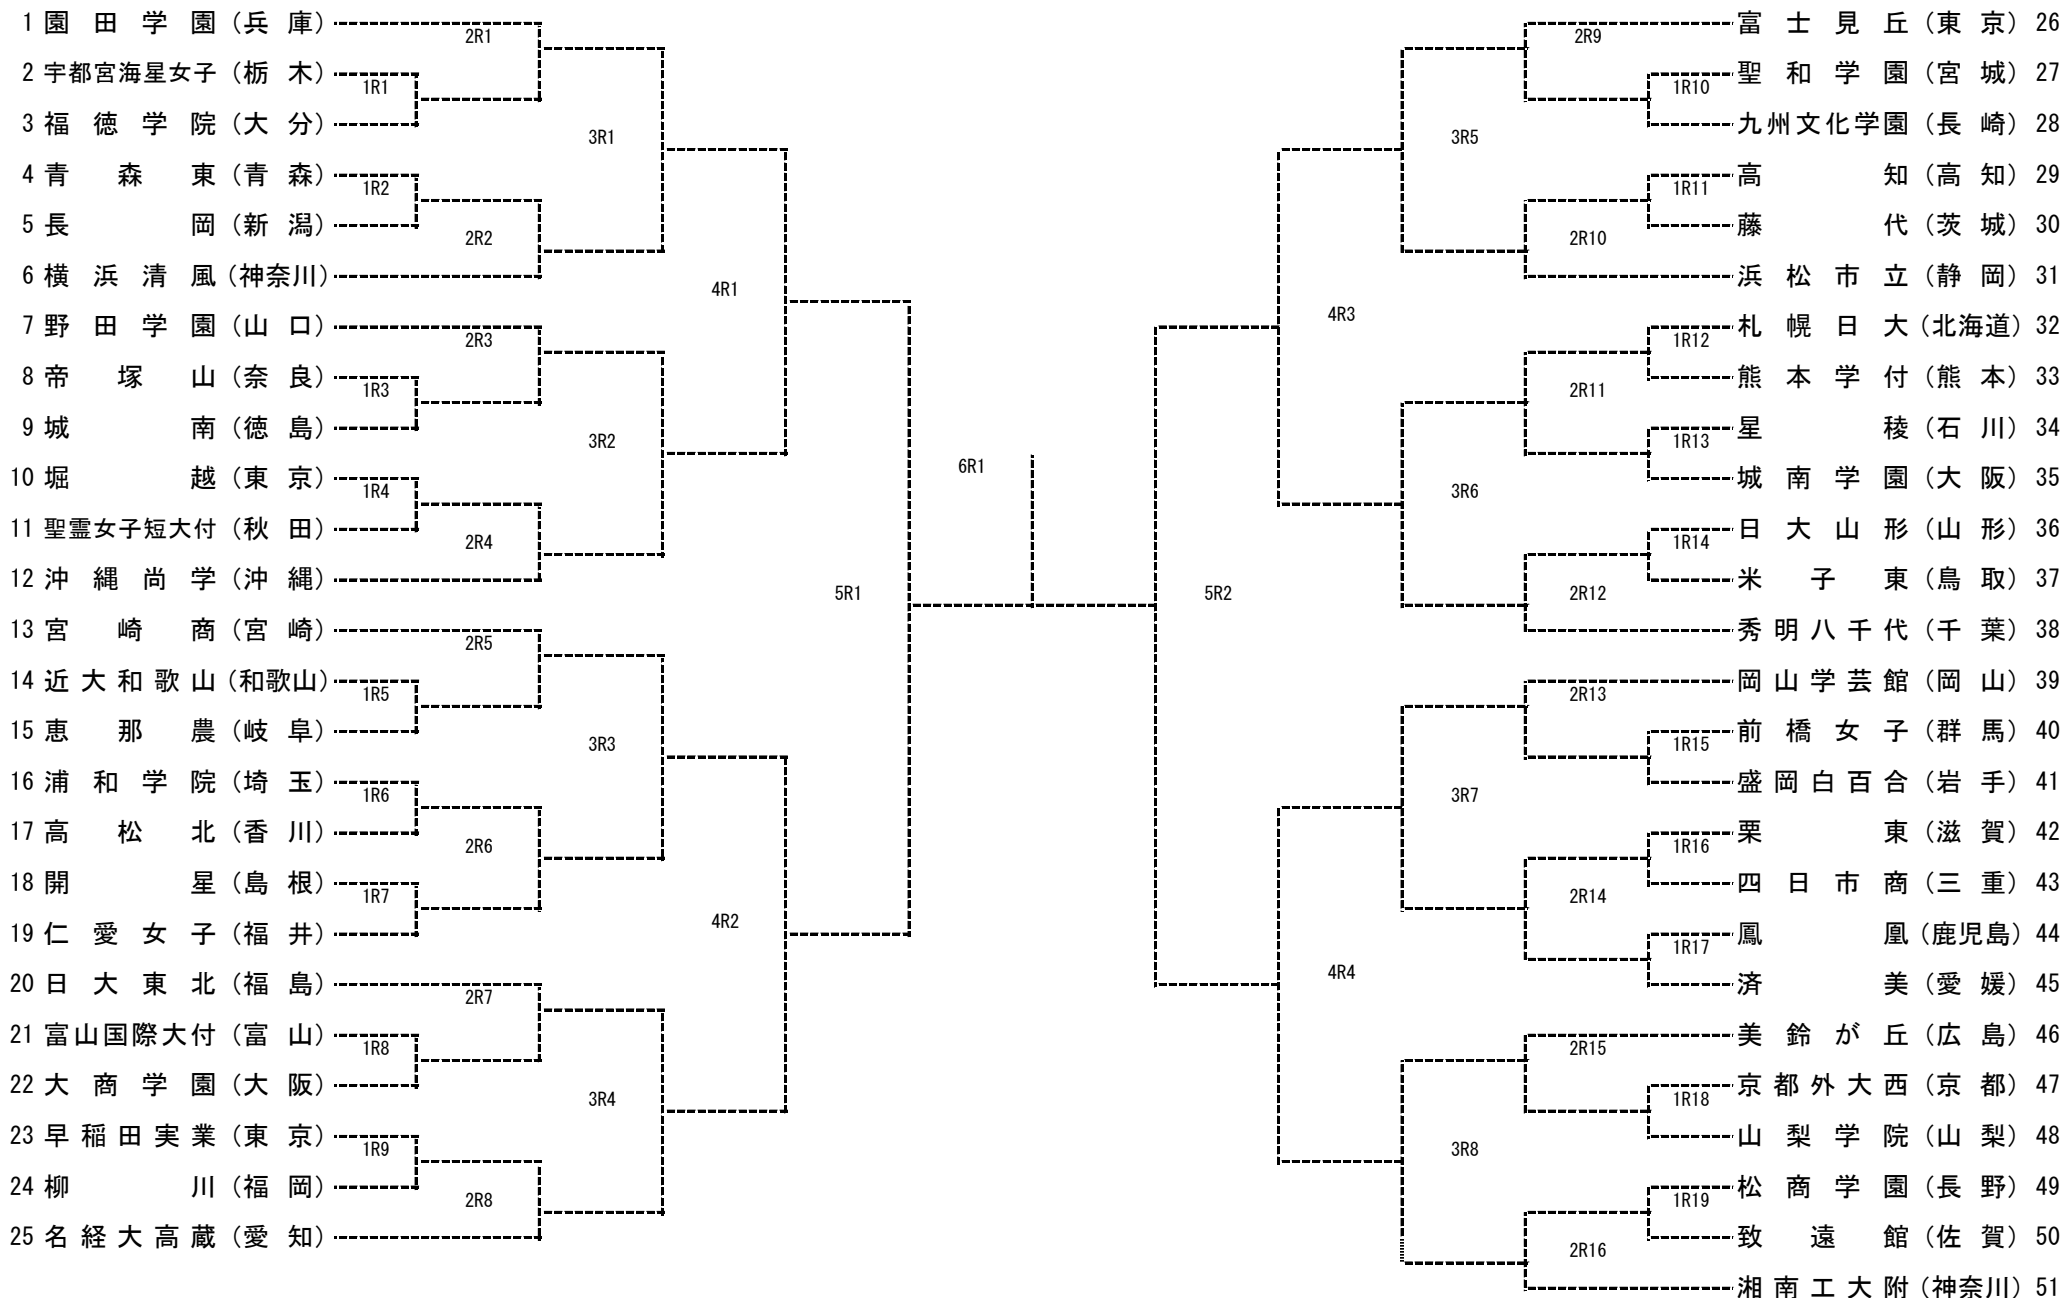 1 園田学園（兵庫）
2 宇都宮海星女子（栃木）
3 福徳学院（大分）
4 青森東（青森）
5 長岡（新潟）
6 横浜清風（神奈川）
7 野田学園（山口）
8 帝塚山（奈良）
9 城南（徳島）
10 堀越（東京）
11 聖霊女子短大付（秋田）
12 沖縄尚学（沖縄）
13 宮崎商（宮崎）
14 近大和歌山（和歌山）
15 恵那農（岐阜）
16 浦和学院（埼玉）
17 高松北（香川）
18 開星（島根）
19 仁愛女子（福井）
20 日大東北（福島）
21 富山国際大付（富山）
22 大商学園（大阪）
23 早稲田実業（東京）
24 柳川（福岡）
25 名経大高蔵（愛知）
1R1
1R2
1R3
1R4
1R5
1R6
1R7
1R8
1R9
2R1
2R2
2R3
2R4
2R5
2R6
2R7
2R8
3R1
3R2
3R3
3R4
4R1
4R2
5R1
6R1
5R2
4R3
4R4
3R5
3R6
3R7
3R8
2R9
2R10
2R11
2R12
2R13
2R14
2R15
2R16
1R10
1R11
1R12
1R13
1R14
1R15
1R16
1R17
1R18
1R19
富士見丘（東京）26
聖和学園（宮城）27
九州文化学園（長崎）28
高知（高知）29
藤代（茨城）30
浜松市立（静岡）31
札幌日大（北海道）32
熊本学付（熊本）33
星稜（石川）34
城南学園（大阪）35
日大山形（山形）36
米子東（鳥取）37
秀明八千代（千葉）38
岡山学芸館（岡山）39
前橋女子（群馬）40
盛岡白百合（岩手）41
栗東（滋賀）42
四日市商（三重）43
鳳凰（鹿児島）44
済美（愛媛）45
美鈴が丘（広島）46
京都外大西（京都）47
山梨学院（山梨）48
松商学園（長野）49
致遠館（佐賀）50
湘南工大附（神奈川）51